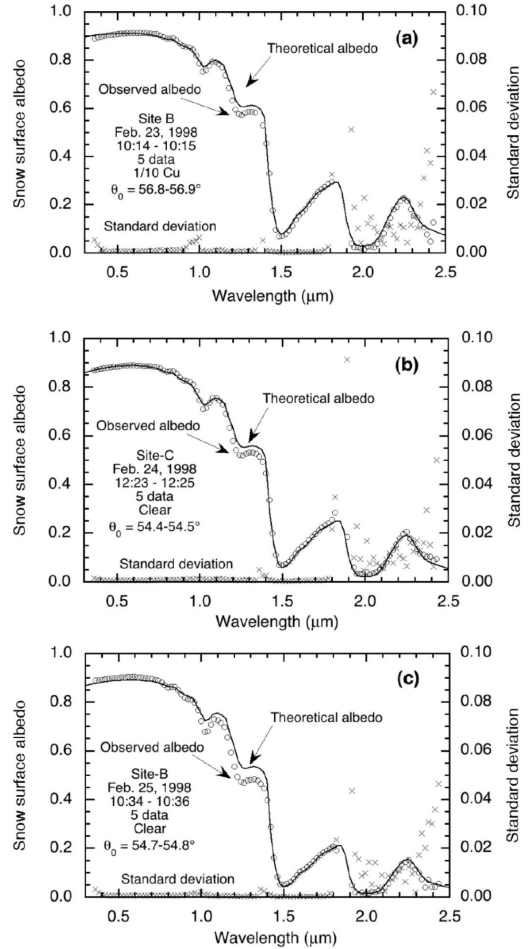 (a)
Theoretical albedo
Observed albedo
Site B
Feb. 23, 1998
10:14 - 10:15
5 data
1/10 Cu
θ0 = 56.8-56.9°
Standard deviation
Snow surface albedo
Standard deviation
1.0
0.8
0.6
0.4
0.2
0.0
0.10
0.08
0.06
0.04
0.02
0.00
0.5 1.0 1.5 2.0 2.5
Wavelength (μm)
(b)
Theoretical albedo
Observed albedo
Site-C
Feb. 24, 1998
12:23 - 12:25
5 data
Clear
θ0 = 54.4-54.5°
Standard deviation
Snow surface albedo
Standard deviation
1.0
0.8
0.6
0.4
0.2
0.0
0.10
0.08
0.06
0.04
0.02
0.00
0.5 1.0 1.5 2.0 2.5
Wavelength (μm)
(c)
Theoretical albedo
Observed albedo
Site-B
Feb. 25, 1998
10:34 - 10:36
5 data
Clear
θ0 = 54.7-54.8°
Standard deviation
Snow surface albedo
Standard deviation
1.0
0.8
0.6
0.4
0.2
0.0
0.10
0.08
0.06
0.04
0.02
0.00
0.5 1.0 1.5 2.0 2.5
Wavelength (μm)